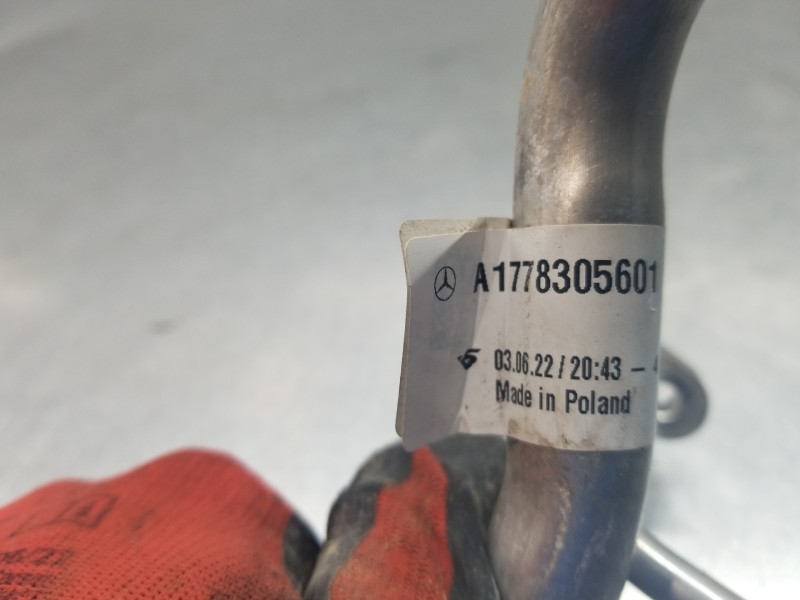 A1778305601
03.06.22 / 20:43 -
Made in Poland